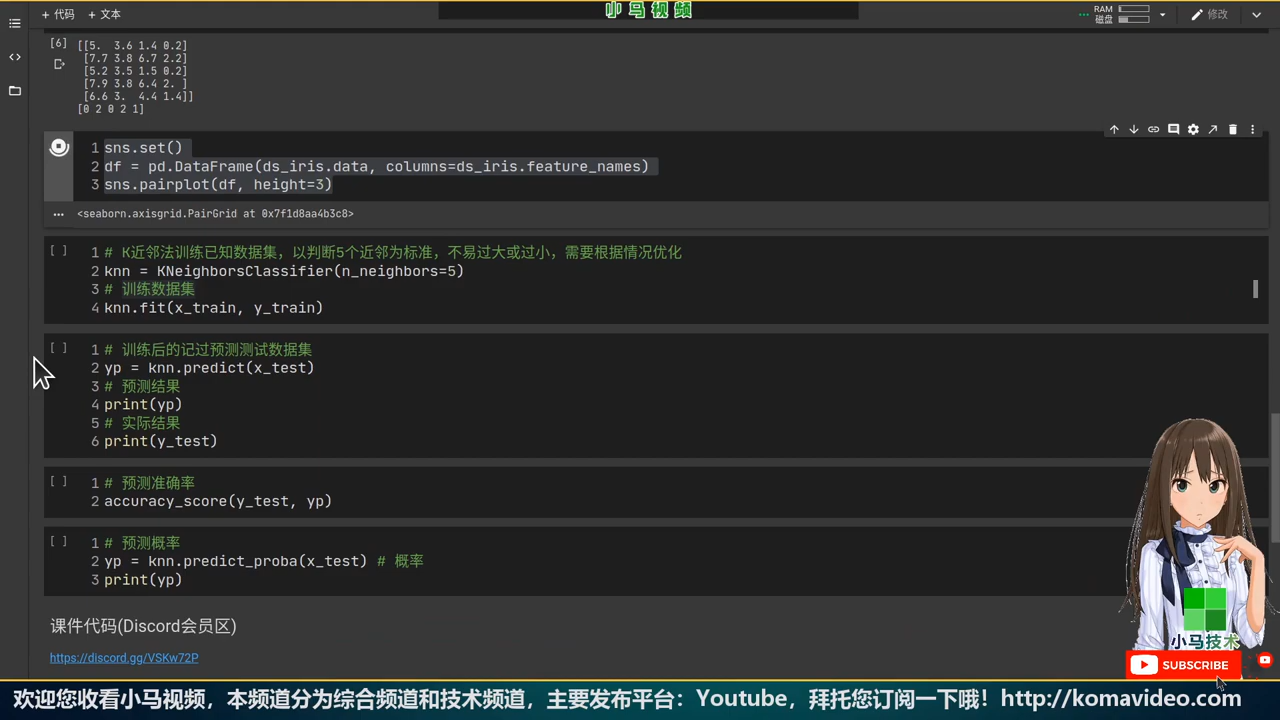 小马视频
+ 代码 + 文本
RAM
磁盘
修改
[6]
[[5. 3.6 1.4 0.2]
[7.7 3.8 6.7 2.2]
[5.2 3.5 1.5 0.2]
[7.9 3.8 6.4 2. ]
[6.6 3. 4.4 1.4]]
[0 2 0 2 1]
1 sns.set()
2 df = pd.DataFrame(ds_iris.data, columns=ds_iris.feature_names)
3 sns.pairplot(df, height=3)
<seaborn.axisgrid.PairGrid at 0x7f1d8aa4b3c8>
[ ] 1 # K近邻法训练已知数据集，以判断5个近邻为标准，不易过大或过小，需要根据情况优化
2 knn = KNeighborsClassifier(n_neighbors=5)
3 # 训练数据集
4 knn.fit(x_train, y_train)
[ ] 1 # 训练后的记过预测测试数据集
2 yp = knn.predict(x_test)
3 # 预测结果
4 print(yp)
5 # 实际结果
6 print(y_test)
[ ] 1 # 预测准确率
2 accuracy_score(y_test, yp)
[ ] 1 # 预测概率
2 yp = knn.predict_proba(x_test) # 概率
3 print(yp)
课件代码(Discord会员区)
https://discord.gg/VSKw72P
小马技术
SUBSCRIBE
欢迎您收看小马视频，本频道分为综合频道和技术频道，主要发布平台：Youtube，拜托您订阅一下哦！http://komavideo.com